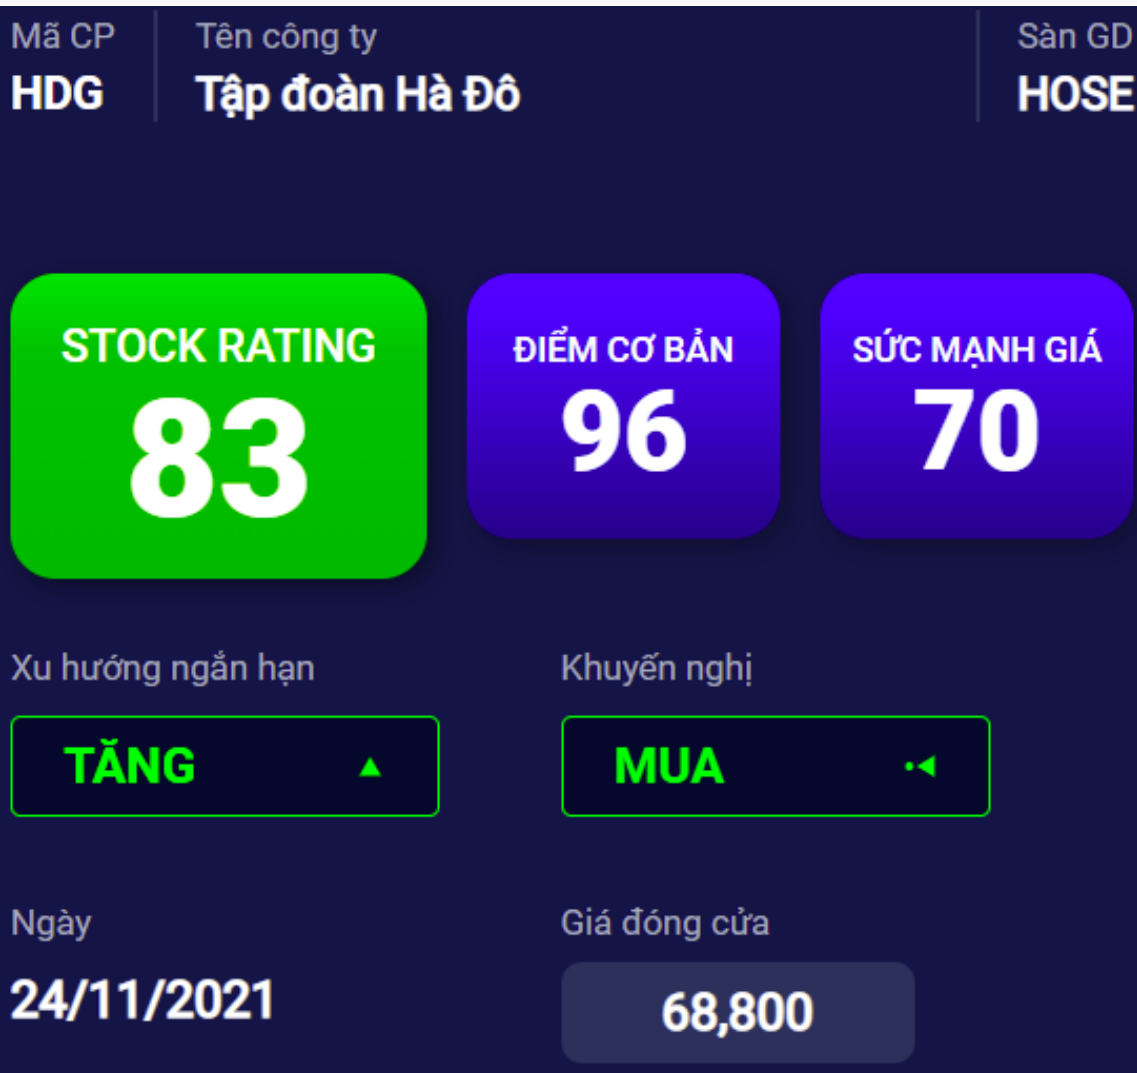 Mã CP Tên công ty Sàn GD
HDG Tập đoàn Hà Đô HOSE
STOCK RATING ĐIỂM CƠ BẢN SỨC MẠNH GIÁ
83 96 70
Xu hướng ngắn hạn Khuyến nghị
TĂNG MUA
Ngày Giá đóng cửa
24/11/2021 68,800